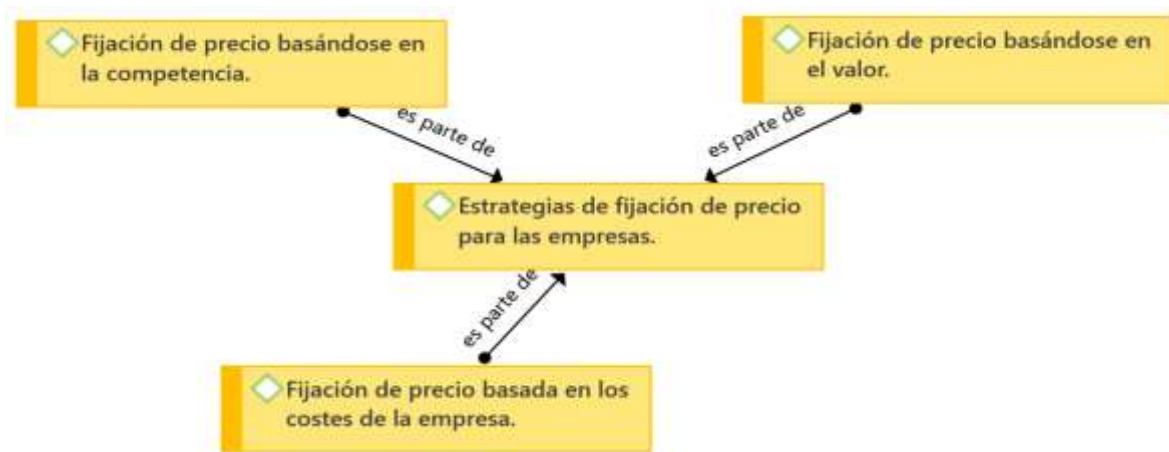 Fijación de precio basándose en
la competencia.
Fijación de precio basándose en
el valor.
es parte de
es parte de
Estrategias de fijación de precio
para las empresas.
es parte de
Fijación de precio basada en los
costes de la empresa.